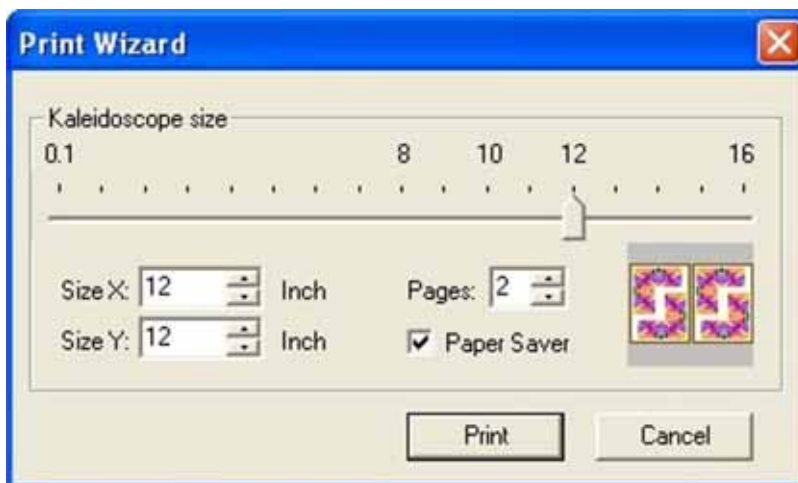 Print Wizard
Kaleidoscope size
0.1 8 10 12 16
Size X: 12 Inch Pages: 2
Size Y: 12 Inch Paper Saver
Print Cancel